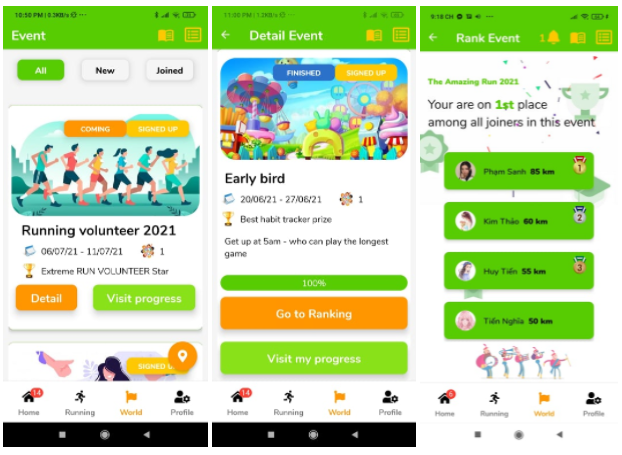 10:50 PM | 0.3KB/s
Event
All
New
Joined
COMING
SIGNED UP
Running volunteer 2021
06/07/21 - 11/07/21
1
Extreme RUN VOLUNTEER Star
Detail
Visit progress
SIGNED U
14
Home
Running
World
Profile
11:00 PM | 1.2KB/s
Detail Event
FINISHED
SIGNED UP
Early bird
20/06/21 - 27/06/21
1
Best habit tracker prize
Get up at 5am - who can play the longest
game
100%
Go to Ranking
Visit my progress
14
Home
Running
World
Profile
9:18 CH
Rank Event
1
The Amazing Run 2021
Your are on 1st place
among all joiners in this event
Phạm Sanh 85 km
1
Kim Thảo 60 km
2
Huy Tiến 55 km
3
Tiến Nghĩa 50 km
Home
Running
World
Profile